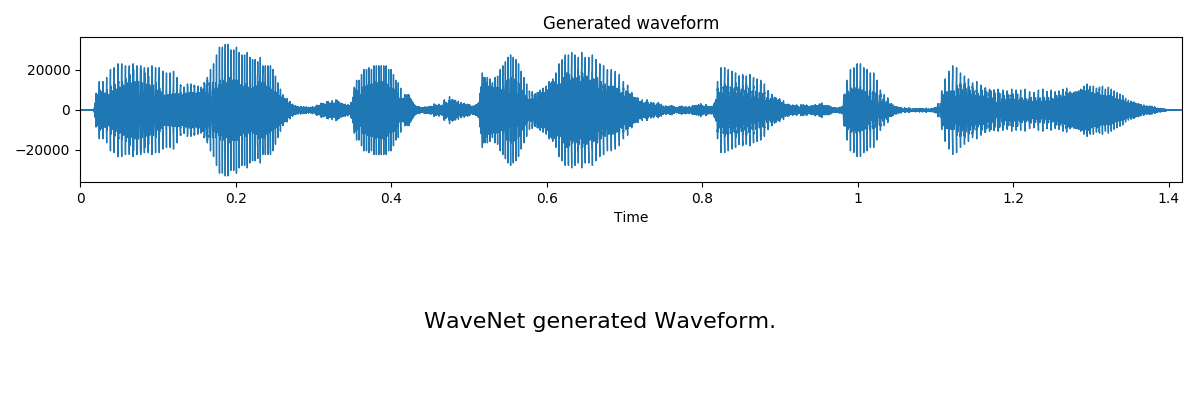 Generated waveform
20000
0
−20000
0 0.2 0.4 0.6 0.8 1 1.2 1.4
Time
WaveNet generated Waveform.